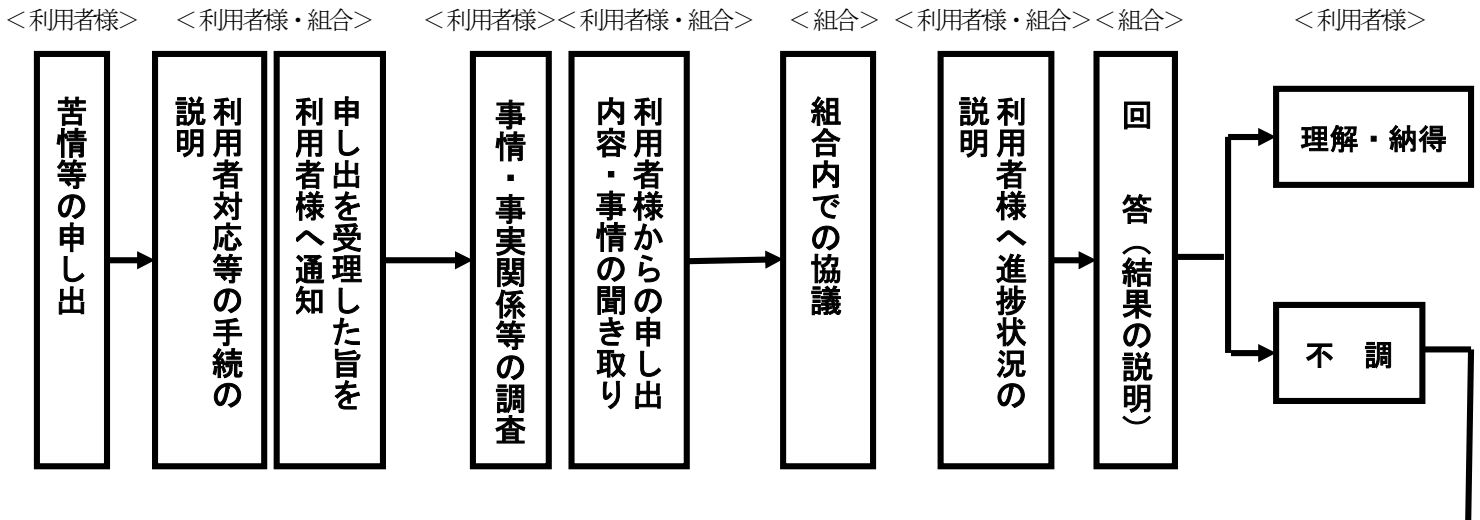 ＜利用者様＞
＜利用者様・組合＞
＜利用者様＞
＜利用者様・組合＞
＜組合＞
＜利用者様・組合＞
＜組合＞
＜利用者様＞
苦情等の申し出
利用者対応等の手続の
説明
申し出を受理した旨を
利用者様へ通知
事情・事実関係等の調査
利用者様からの申し出
内容・事情の聞き取り
組合内での協議
利用者様へ進捗状況の
説明
回　答（結果の説明）
理解・納得
不　調